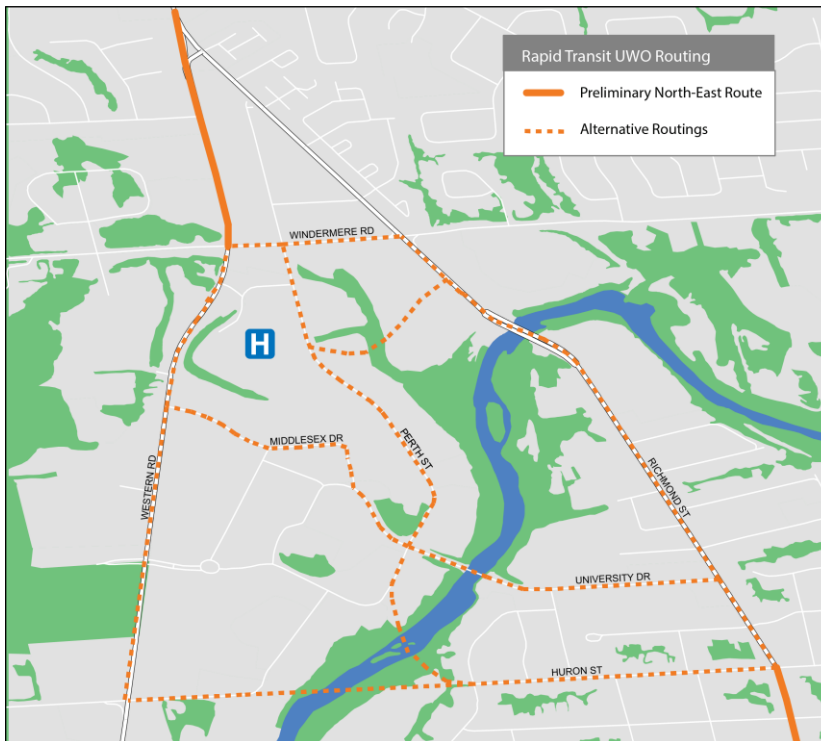 Rapid Transit UWO Routing
Preliminary North-East Route
Alternative Routings
WINDERMERE RD
H
MIDDLESEX DR
PERTH ST
WESTERN RD
RICHMOND ST
UNIVERSITY DR
HURON ST